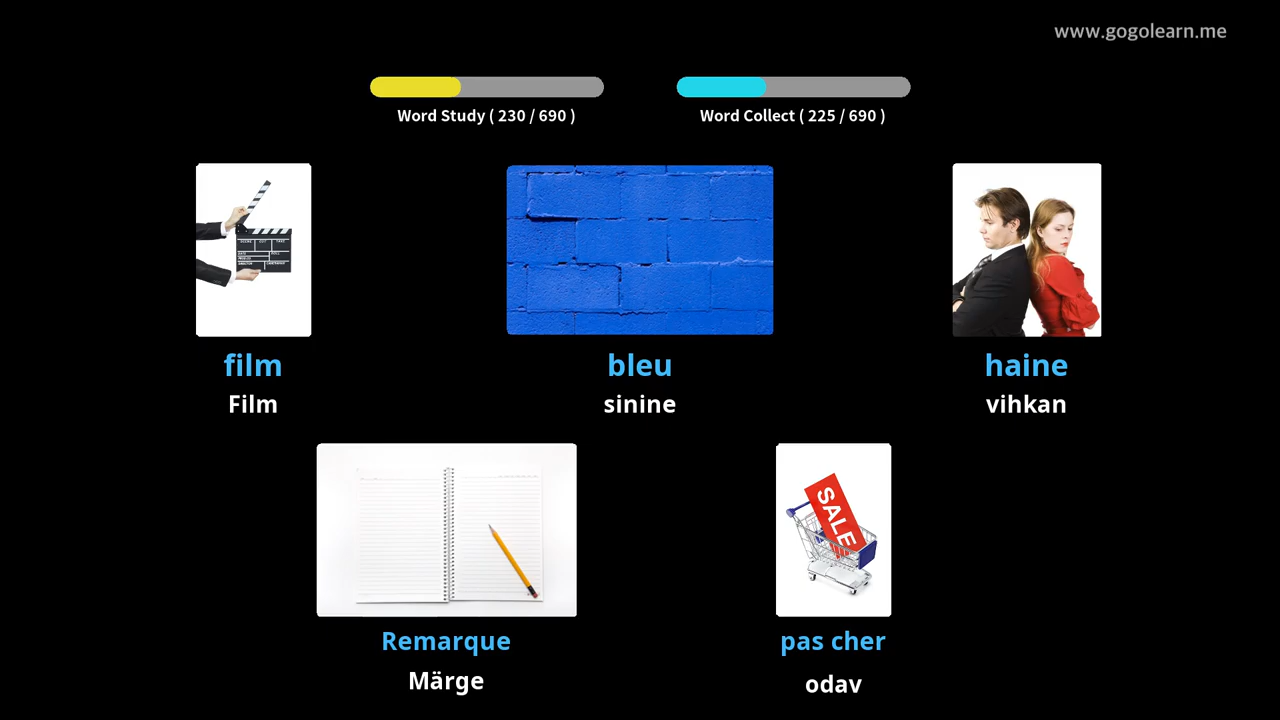 www.gogolearn.me
Word Study ( 230 / 690 )
Word Collect ( 225 / 690 )
film
Film
bleu
sinine
haine
vihkan
SALE
Remarque
Märge
pas cher
odav